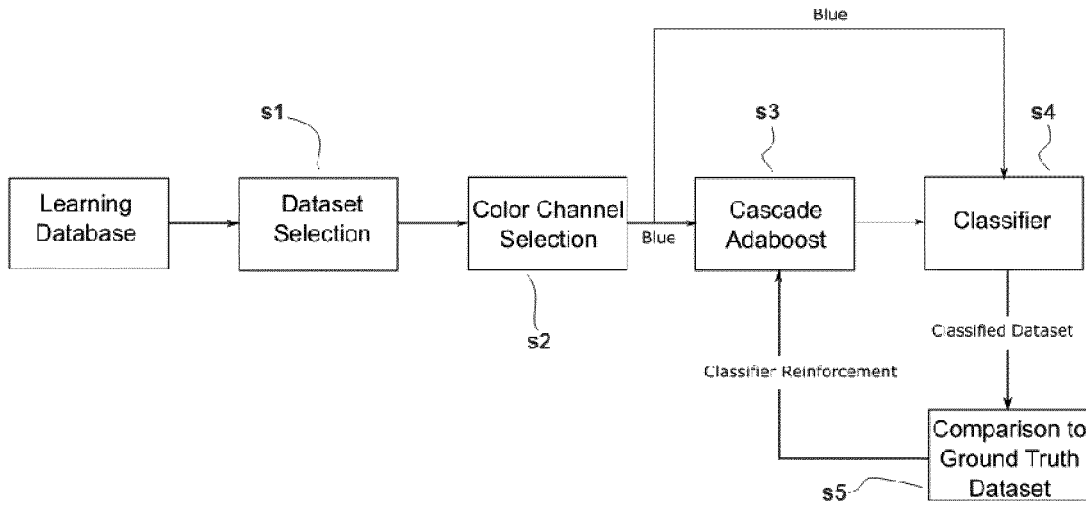 Blue
s1
s3
s4
Learning
Database
Dataset
Selection
Color Channel
Selection
Blue
Cascade
Adaboost
Classifier
s2
Classified Dataset
Classifier Reinforcement
Comparison to
Ground Truth
Dataset
s5